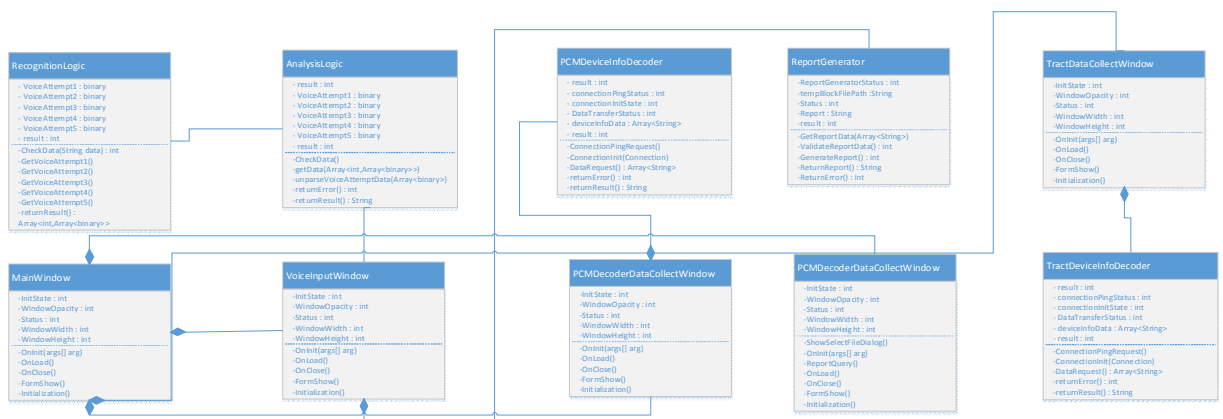 RecognitionLogic
- VoiceAttempt1 : binary
- VoiceAttempt2 : binary
- VoiceAttempt3 : binary
- VoiceAttempt4 : binary
- VoiceAttempt5 : binary
- result : int
-CheckData(String data) : int
-GetVoiceAttempt1()
-GetVoiceAttempt2()
-GetVoiceAttempt3()
-GetVoiceAttempt4()
-GetVoiceAttempt5()
-returnResult() :
Array<int,Array<binary>>
AnalysisLogic
- result : int
- VoiceAttempt1 : binary
- VoiceAttempt2 : binary
- VoiceAttempt3 : binary
- VoiceAttempt4 : binary
- VoiceAttempt5 : binary
- result : int
-CheckData()
-getData(Array<int,Array<binary>>)
-unparseVoiceAttemptData(Array<binary>)
-returnError() : int
-returnResult() : String
PCMDeviceInfoDecoder
- result : int
- connectionPingStatus : int
- connectionInitState : int
- DataTransferStatus : int
- deviceInfoData : Array<String>
- result : int
-ConnectionPingRequest()
-ConnectionInit(Connection)
-DataRequest() : Array<String>
-returnError() : int
-returnResult() : String
ReportGenerator
-ReportGeneratorStatus : int
-tempBlockFilePath :String
-Status : int
-Report : String
-result : int
-GetReportData(Array<String>)
-ValidateReportData() : int
-GenerateReport() : int
-ReturnReport() : String
-ReturnError() : int
TractDataCollectWindow
-InitState : int
-WindowOpacity : int
-Status : int
-WindowWidth : int
-WindowHeight : int
-OnInit(args[] arg)
-OnLoad()
-OnClose()
-FormShow()
-Initialization()
MainWindow
-InitState : int
-WindowOpacity : int
-Status : int
-WindowWidth : int
-WindowHeight : int
-OnInit(args[] arg)
-OnLoad()
-OnClose()
-FormShow()
-Initialization()
VoiceInputWindow
-InitState : int
-WindowOpacity : int
-Status : int
-WindowWidth : int
-WindowHeight : int
-OnInit(args[] arg)
-OnLoad()
-OnClose()
-FormShow()
-Initialization()
PCMDecoderDataCollectWindow
-InitState : int
-WindowOpacity : int
-Status : int
-WindowWidth : int
-WindowHeight : int
-OnInit(args[] arg)
-OnLoad()
-OnClose()
-FormShow()
-Initialization()
PCMDecoderDataCollectWindow
-InitState : int
-WindowOpacity : int
-Status : int
-WindowWidth : int
-WindowHeight : int
-ShowSelectFileDialog()
-OnInit(args[] arg)
-ReportQuery()
-OnLoad()
-OnClose()
-FormShow()
-Initialization()
TractDeviceInfoDecoder
- result : int
- connectionPingStatus : int
- connectionInitState : int
- DataTransferStatus : int
- deviceInfoData : Array<String>
- result : int
-ConnectionPingRequest()
-ConnectionInit(Connection)
-DataRequest() : Array<String>
-returnError() : int
-returnResult() : String